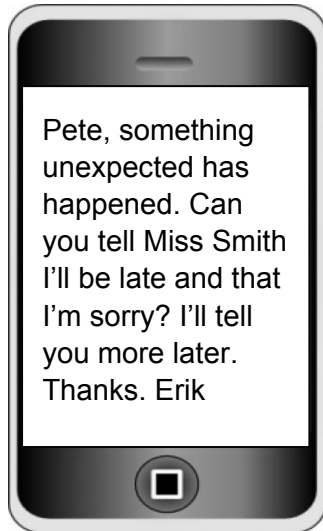 Pete, something
unexpected has
happened. Can
you tell Miss Smith
I'll be late and that
I'm sorry? I'll tell
you more later.
Thanks. Erik